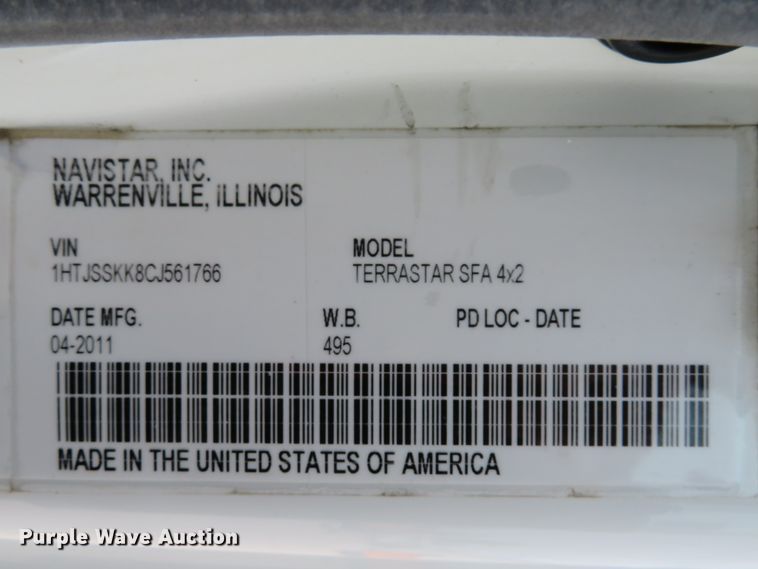 NAVISTAR, INC.
WARRENVILLE, ILLINOIS
VIN MODEL
1HTJSSKK8CJ561766 TERRASTAR SFA 4x2
DATE MFG. W.B. PD LOC - DATE
04-2011 495
MADE IN THE UNITED STATES OF AMERICA
Purple Wave Auction